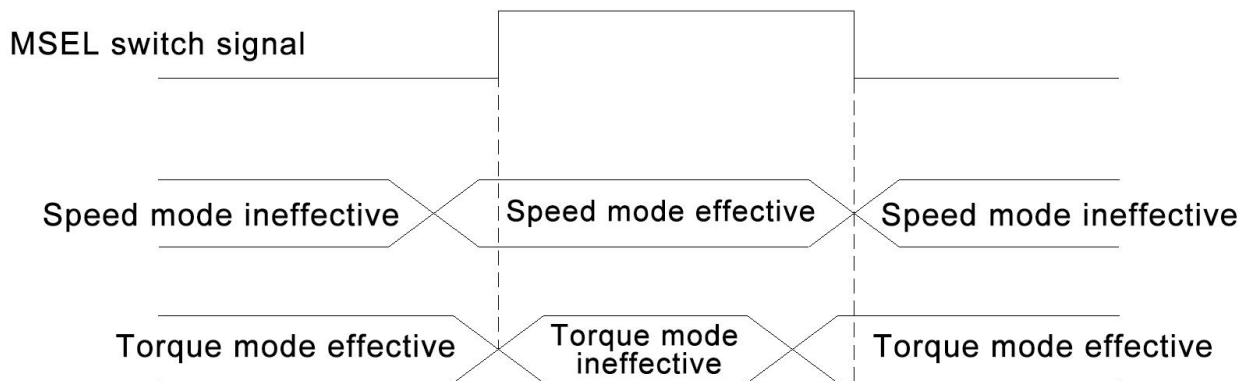 MSEL switch signal
Speed mode ineffective
Speed mode effective
Speed mode ineffective
Torque mode effective
Torque mode
ineffective
Torque mode effective